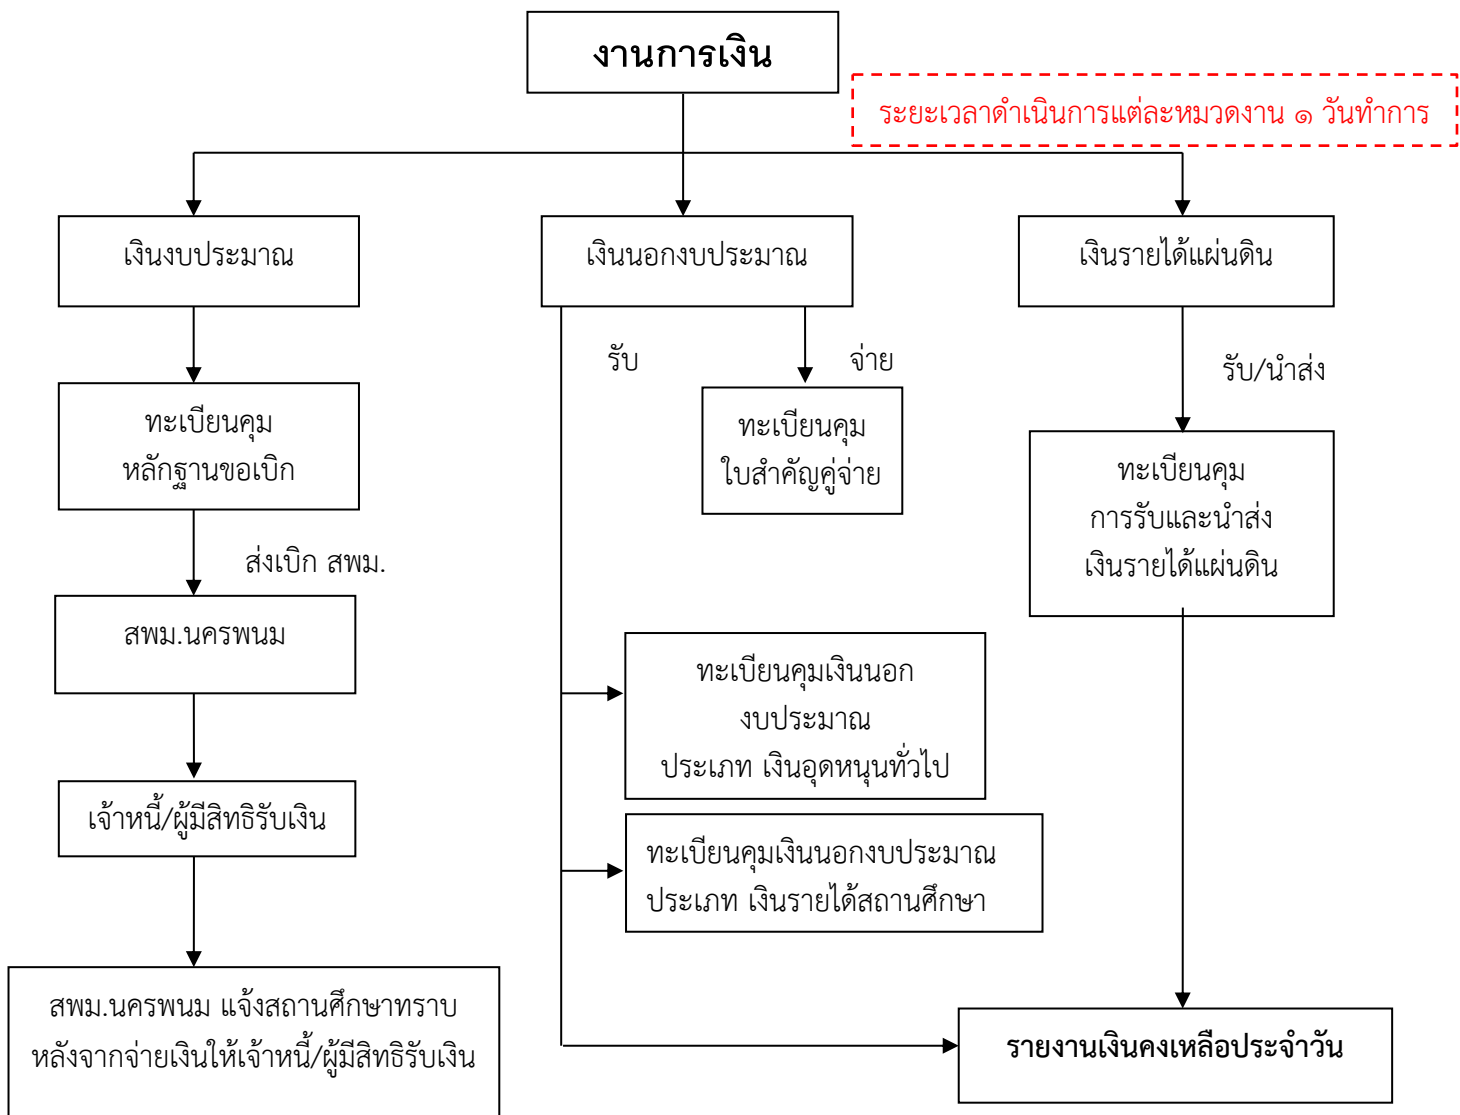 งานการเงิน
ระยะเวลาดำเนินการแต่ละหมวดงาน ๑ วันทำการ
เงินงบประมาณ
เงินนอกงบประมาณ
เงินรายได้แผ่นดิน
รับ
จ่าย
รับ/นำส่ง
ทะเบียนคุม
หลักฐานขอเบิก
ทะเบียนคุม
ใบสำคัญคู่จ่าย
ทะเบียนคุม
การรับและนำส่ง
เงินรายได้แผ่นดิน
ส่งเบิก สพม.
สพม.นครพนม
ทะเบียนคุมเงินนอก
งบประมาณ
ประเภท เงินอุดหนุนทั่วไป
เจ้าหนี้/ผู้มีสิทธิรับเงิน
ทะเบียนคุมเงินนอกงบประมาณ
ประเภท เงินรายได้สถานศึกษา
สพม.นครพนม แจ้งสถานศึกษาทราบ
หลังจากจ่ายเงินให้เจ้าหนี้/ผู้มีสิทธิรับเงิน
รายงานเงินคงเหลือประจำวัน